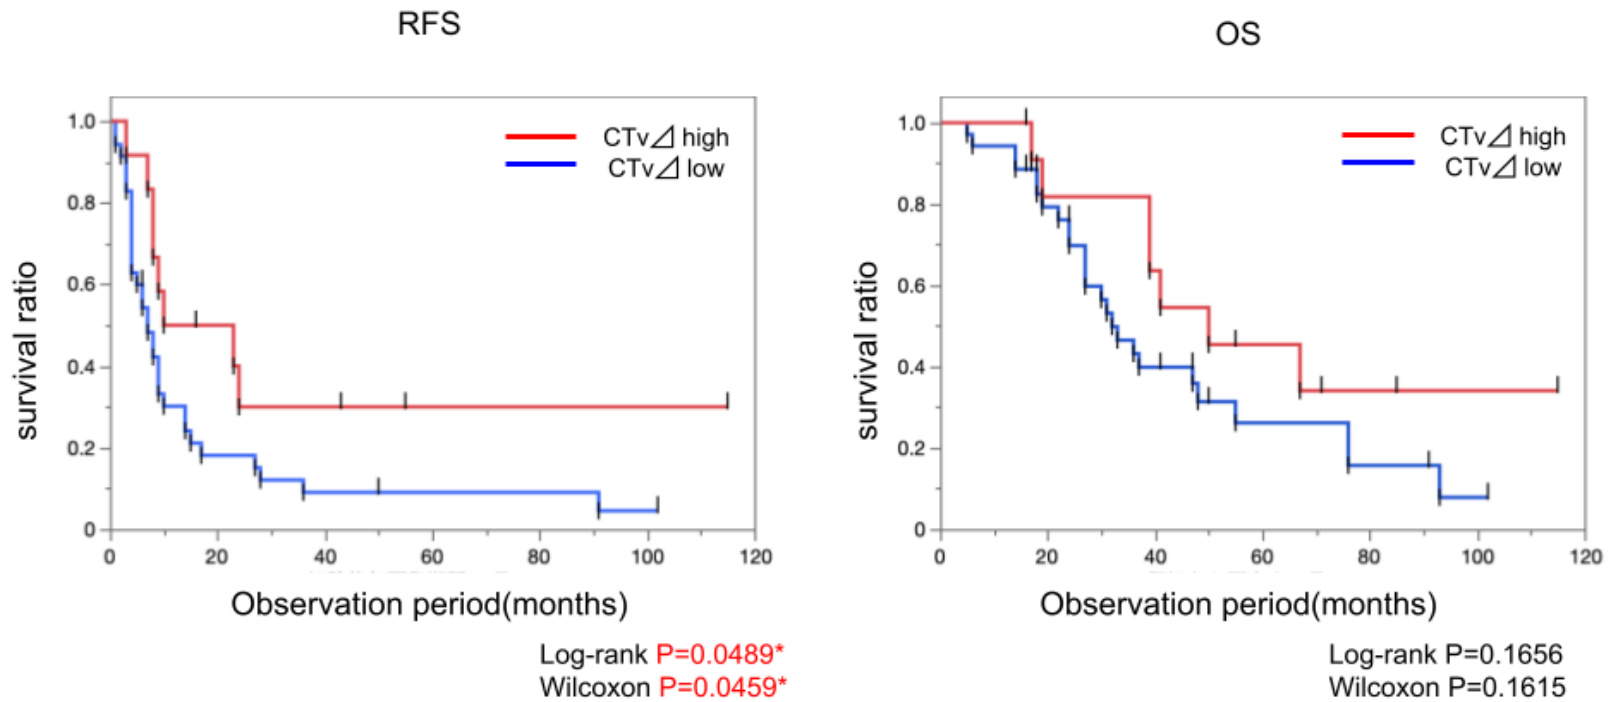 RFS
1.0
0.8
0.6
0.4
0.2
0
0 20 40 60 80 100 120
survival ratio
CTv⊿ high
CTv⊿ low
Observation period(months)
Log-rank P=0.0489*
Wilcoxon P=0.0459*
OS
1.0
0.8
0.6
0.4
0.2
0
0 20 40 60 80 100 120
survival ratio
CTv⊿ high
CTv⊿ low
Observation period(months)
Log-rank P=0.1656
Wilcoxon P=0.1615